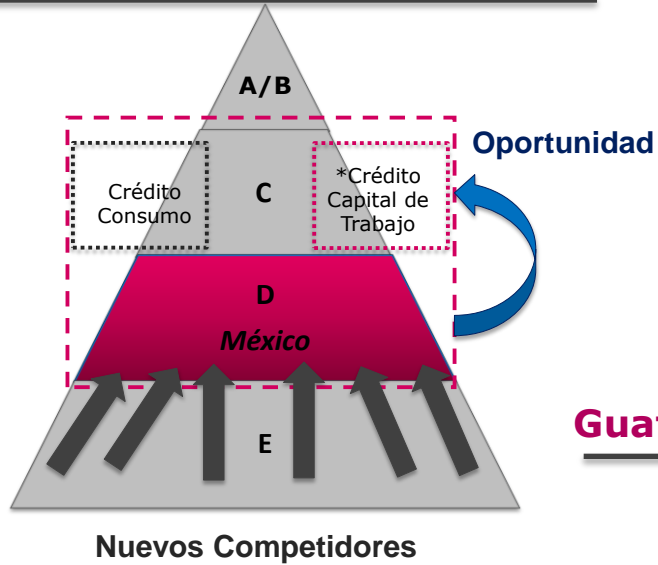 A/B
Oportunidad
Crédito
Consumo
C
*Crédito
Capital de
Trabajo
D
México
E
Nuevos Competidores